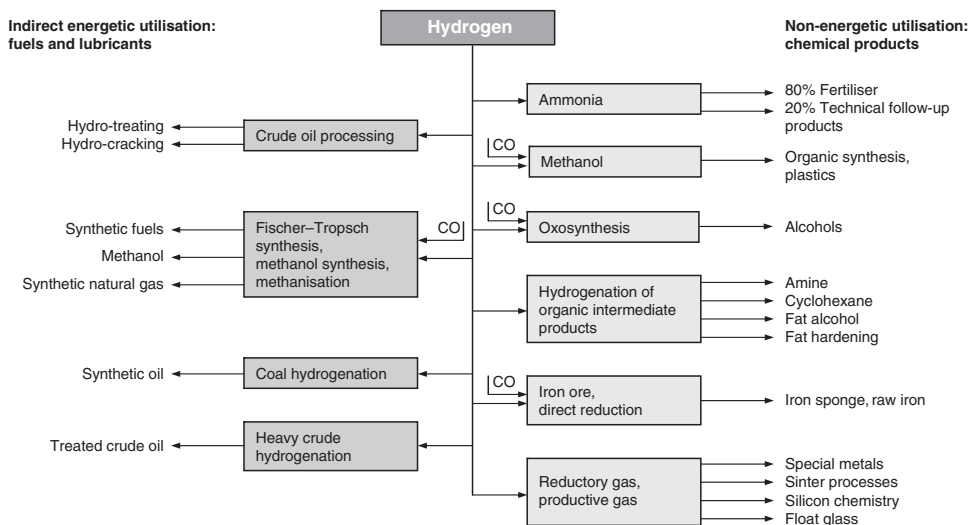 Indirect energetic utilisation:
fuels and lubricants
Hydrogen
Non-energetic utilisation:
chemical products
Hydro-treating
Hydro-cracking
Crude oil processing
Synthetic fuels
Methanol
Synthetic natural gas
Fischer–Tropsch
synthesis,
methanol synthesis,
methanisation
CO
Synthetic oil
Coal hydrogenation
Treated crude oil
Heavy crude
hydrogenation
Ammonia
80% Fertiliser
20% Technical follow-up
products
CO
Methanol
Organic synthesis,
plastics
CO
Oxosynthesis
Alcohols
Hydrogenation of
organic intermediate
products
Amine
Cyclohexane
Fat alcohol
Fat hardening
CO
Iron ore,
direct reduction
Iron sponge, raw iron
Reductory gas,
productive gas
Special metals
Sinter processes
Silicon chemistry
Float glass